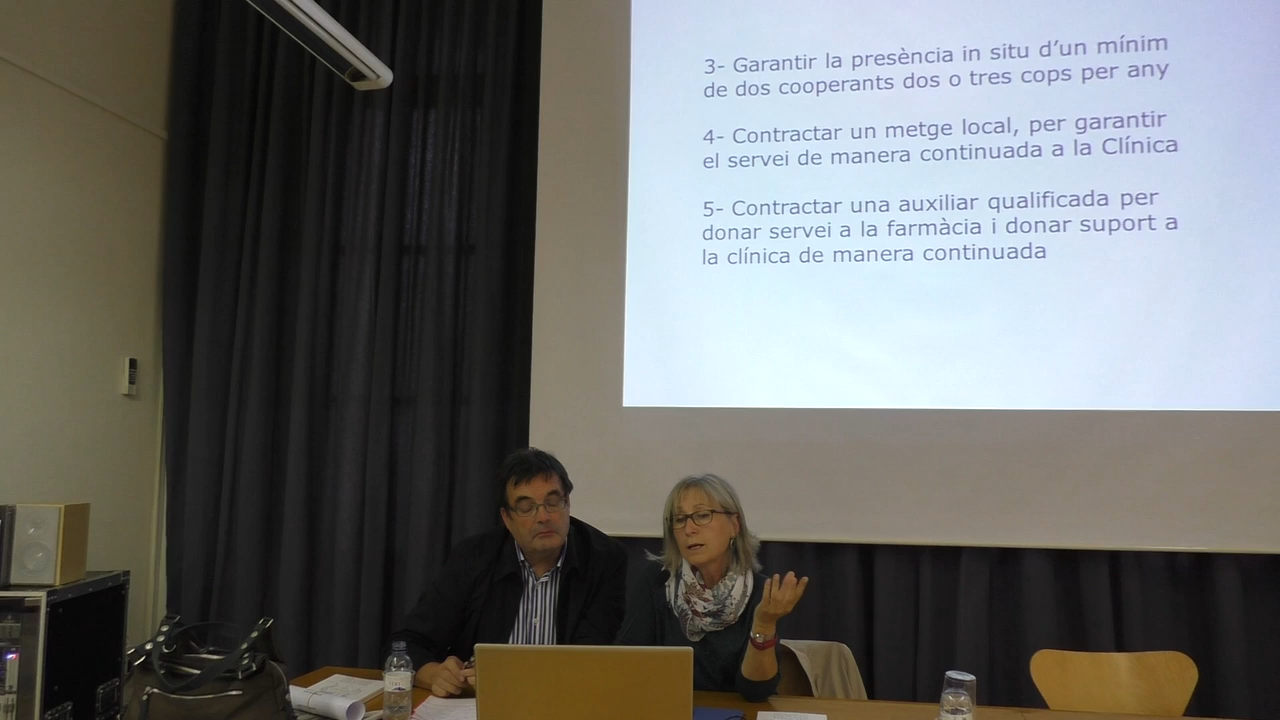 3- Garantir la presència in situ d’un mínim
de dos cooperants dos o tres cops per any
4- Contractar un metge local, per garantir
el servei de manera continuada a la Clínica
5- Contractar una auxiliar qualificada per
donar servei a la farmàcia i donar suport a
la clínica de manera continuada